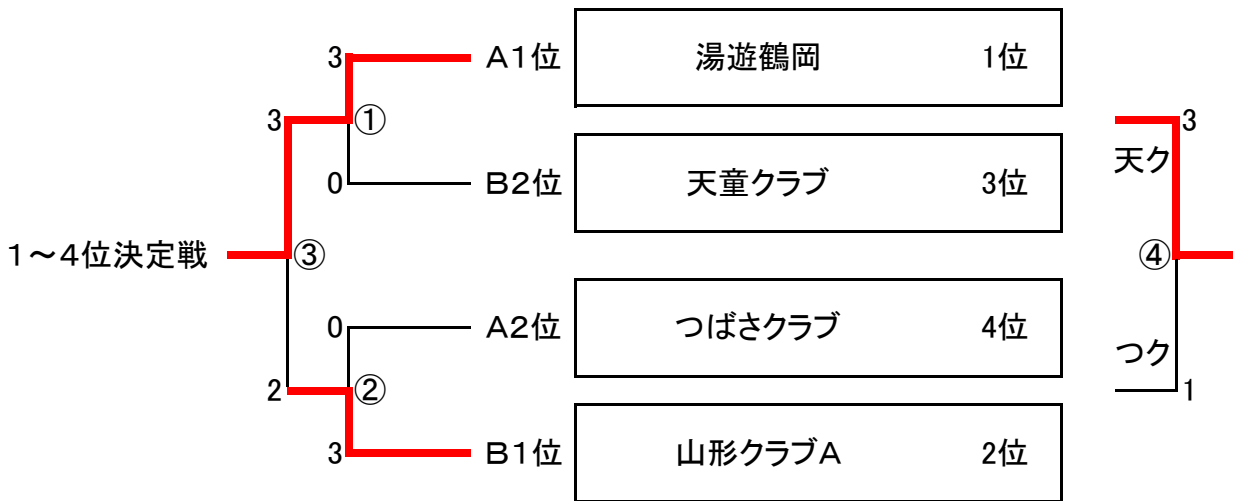 3 A1位 湯遊鶴岡 1位
3 ① 3
0 B2位 天童クラブ 3位 天ク
1~4位決定戦 ③ ④
0 A2位 つばさクラブ 4位 つク
2 ② 1
3 B1位 山形クラブA 2位